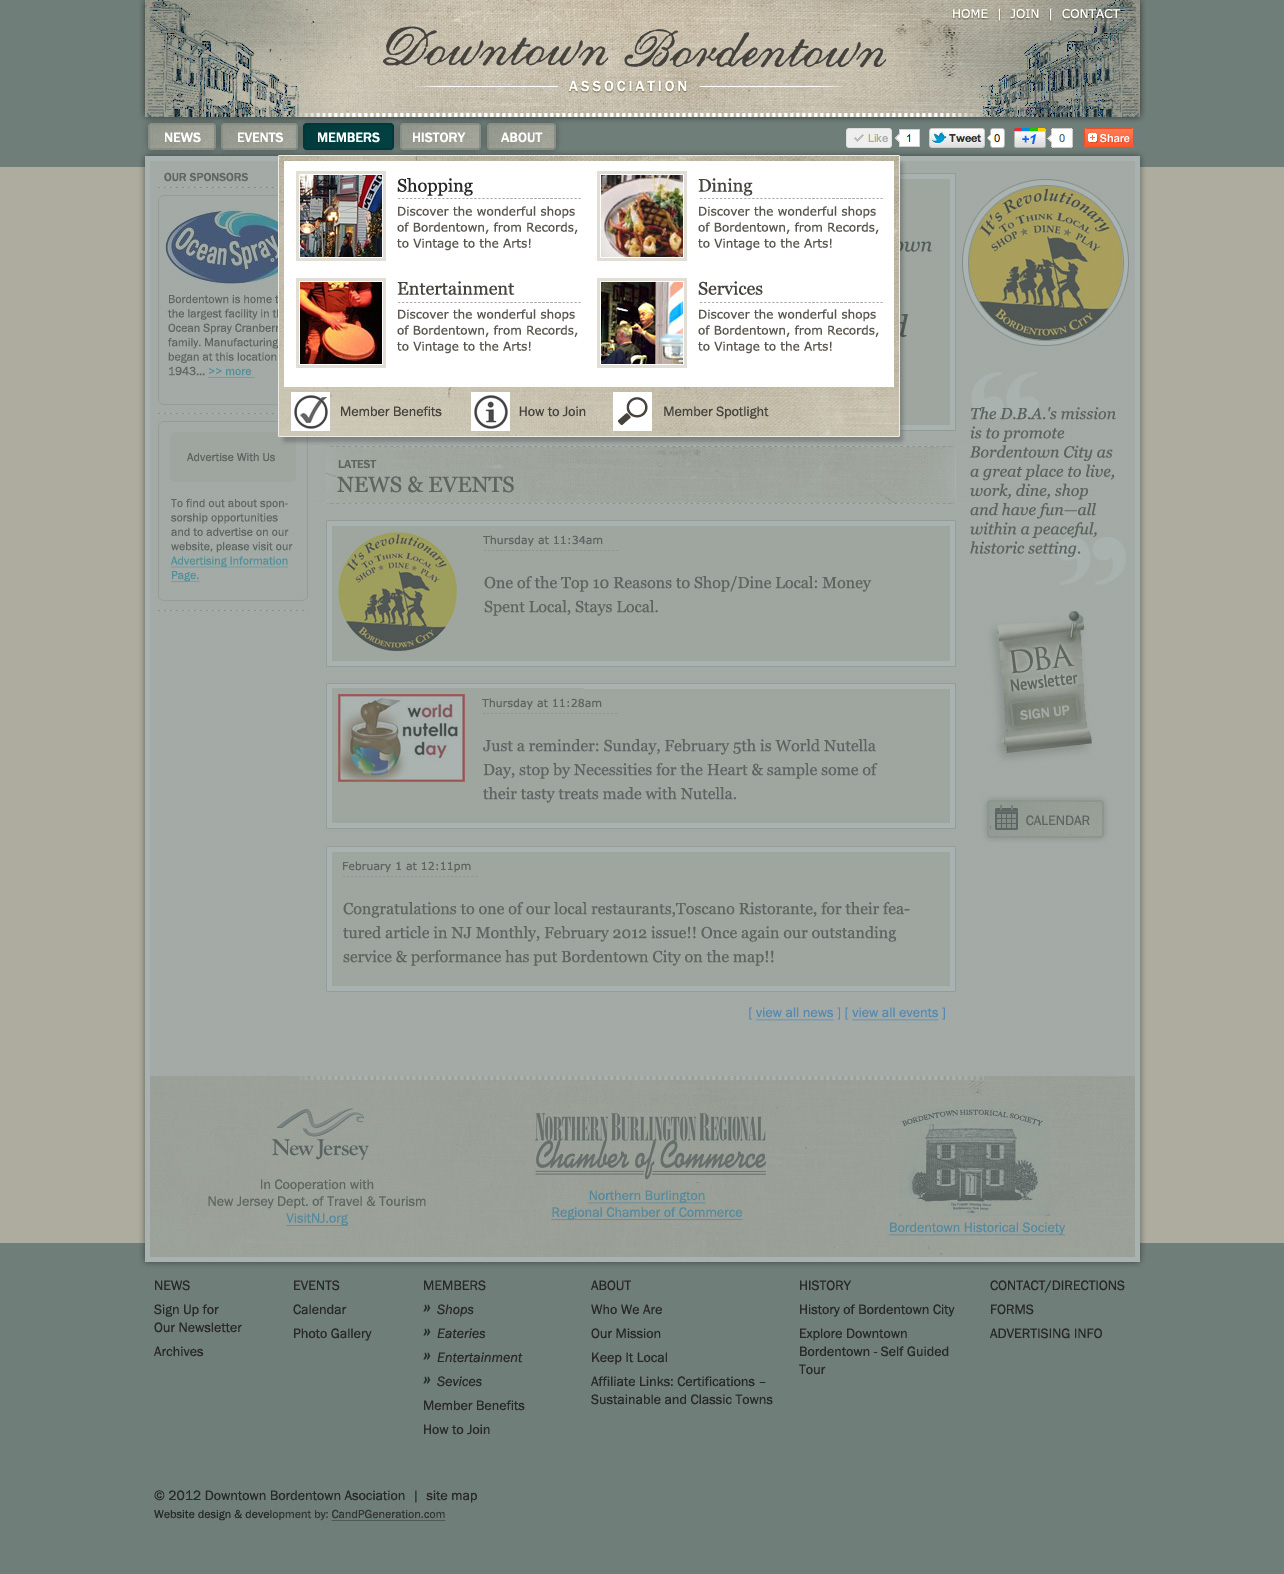 HOME | JOIN | CONTACT
Downtown Bordentown
ASSOCIATION
NEWS
EVENTS
MEMBERS
HISTORY
ABOUT
Like
1
Tweet
0
+1
0
Share
OUR SPONSORS
Ocean Spray
Bordentown is home t
the largest facility in t
Ocean Spray Cranber
family. Manufacturing
began at this location
1943... >> more
Advertise With Us
To find out about spon-
sorship opportunities
and to advertise on our
website, please visit our
Advertising Information
Page.
Shopping
Discover the wonderful shops
of Bordentown, from Records,
to Vintage to the Arts!
Dining
Discover the wonderful shops
of Bordentown, from Records,
to Vintage to the Arts!
Entertainment
Discover the wonderful shops
of Bordentown, from Records,
to Vintage to the Arts!
Services
Discover the wonderful shops
of Bordentown, from Records,
to Vintage to the Arts!
OPEN
Member Benefits
How to Join
Member Spotlight
own
d
LATEST
NEWS & EVENTS
It's Revolutionary
To Think Local
SHOP ★ DINE ★ PLAY
BORDENTOWN CITY
Thursday at 11:34am
One of the Top 10 Reasons to Shop/Dine Local: Money
Spent Local, Stays Local.
world
nutella
day
Thursday at 11:28am
Just a reminder: Sunday, February 5th is World Nutella
Day, stop by Necessities for the Heart & sample some of
their tasty treats made with Nutella.
February 1 at 12:11pm
Congratulations to one of our local restaurants,Toscano Ristorante, for their fea-
tured article in NJ Monthly, February 2012 issue!! Once again our outstanding
service & performance has put Bordentown City on the map!!
[ view all news ] [ view all events ]
It's Revolutionary
To Think Local
SHOP ★ DINE ★ PLAY
BORDENTOWN CITY
“
The D.B.A.'s mission
is to promote
Bordentown City as
a great place to live,
work, dine, shop
and have fun—all
within a peaceful,
historic setting.
”
DBA
Newsletter
SIGN UP
CALENDAR
New Jersey
In Cooperation with
New Jersey Dept. of Travel & Tourism
VisitNJ.org
NORTHERN BURLINGTON REGIONAL
Chamber of Commerce
Northern Burlington
Regional Chamber of Commerce
BORDENTOWN HISTORICAL SOCIETY
Bordentown Historical Society
NEWS
Sign Up for
Our Newsletter
Archives
EVENTS
Calendar
Photo Gallery
MEMBERS
» Shops
» Eateries
» Entertainment
» Sevices
Member Benefits
How to Join
ABOUT
Who We Are
Our Mission
Keep It Local
Affiliate Links: Certifications –
Sustainable and Classic Towns
HISTORY
History of Bordentown City
Explore Downtown
Bordentown - Self Guided
Tour
CONTACT/DIRECTIONS
FORMS
ADVERTISING INFO
© 2012 Downtown Bordentown Asociation | site map
Website design & development by: CandPGeneration.com